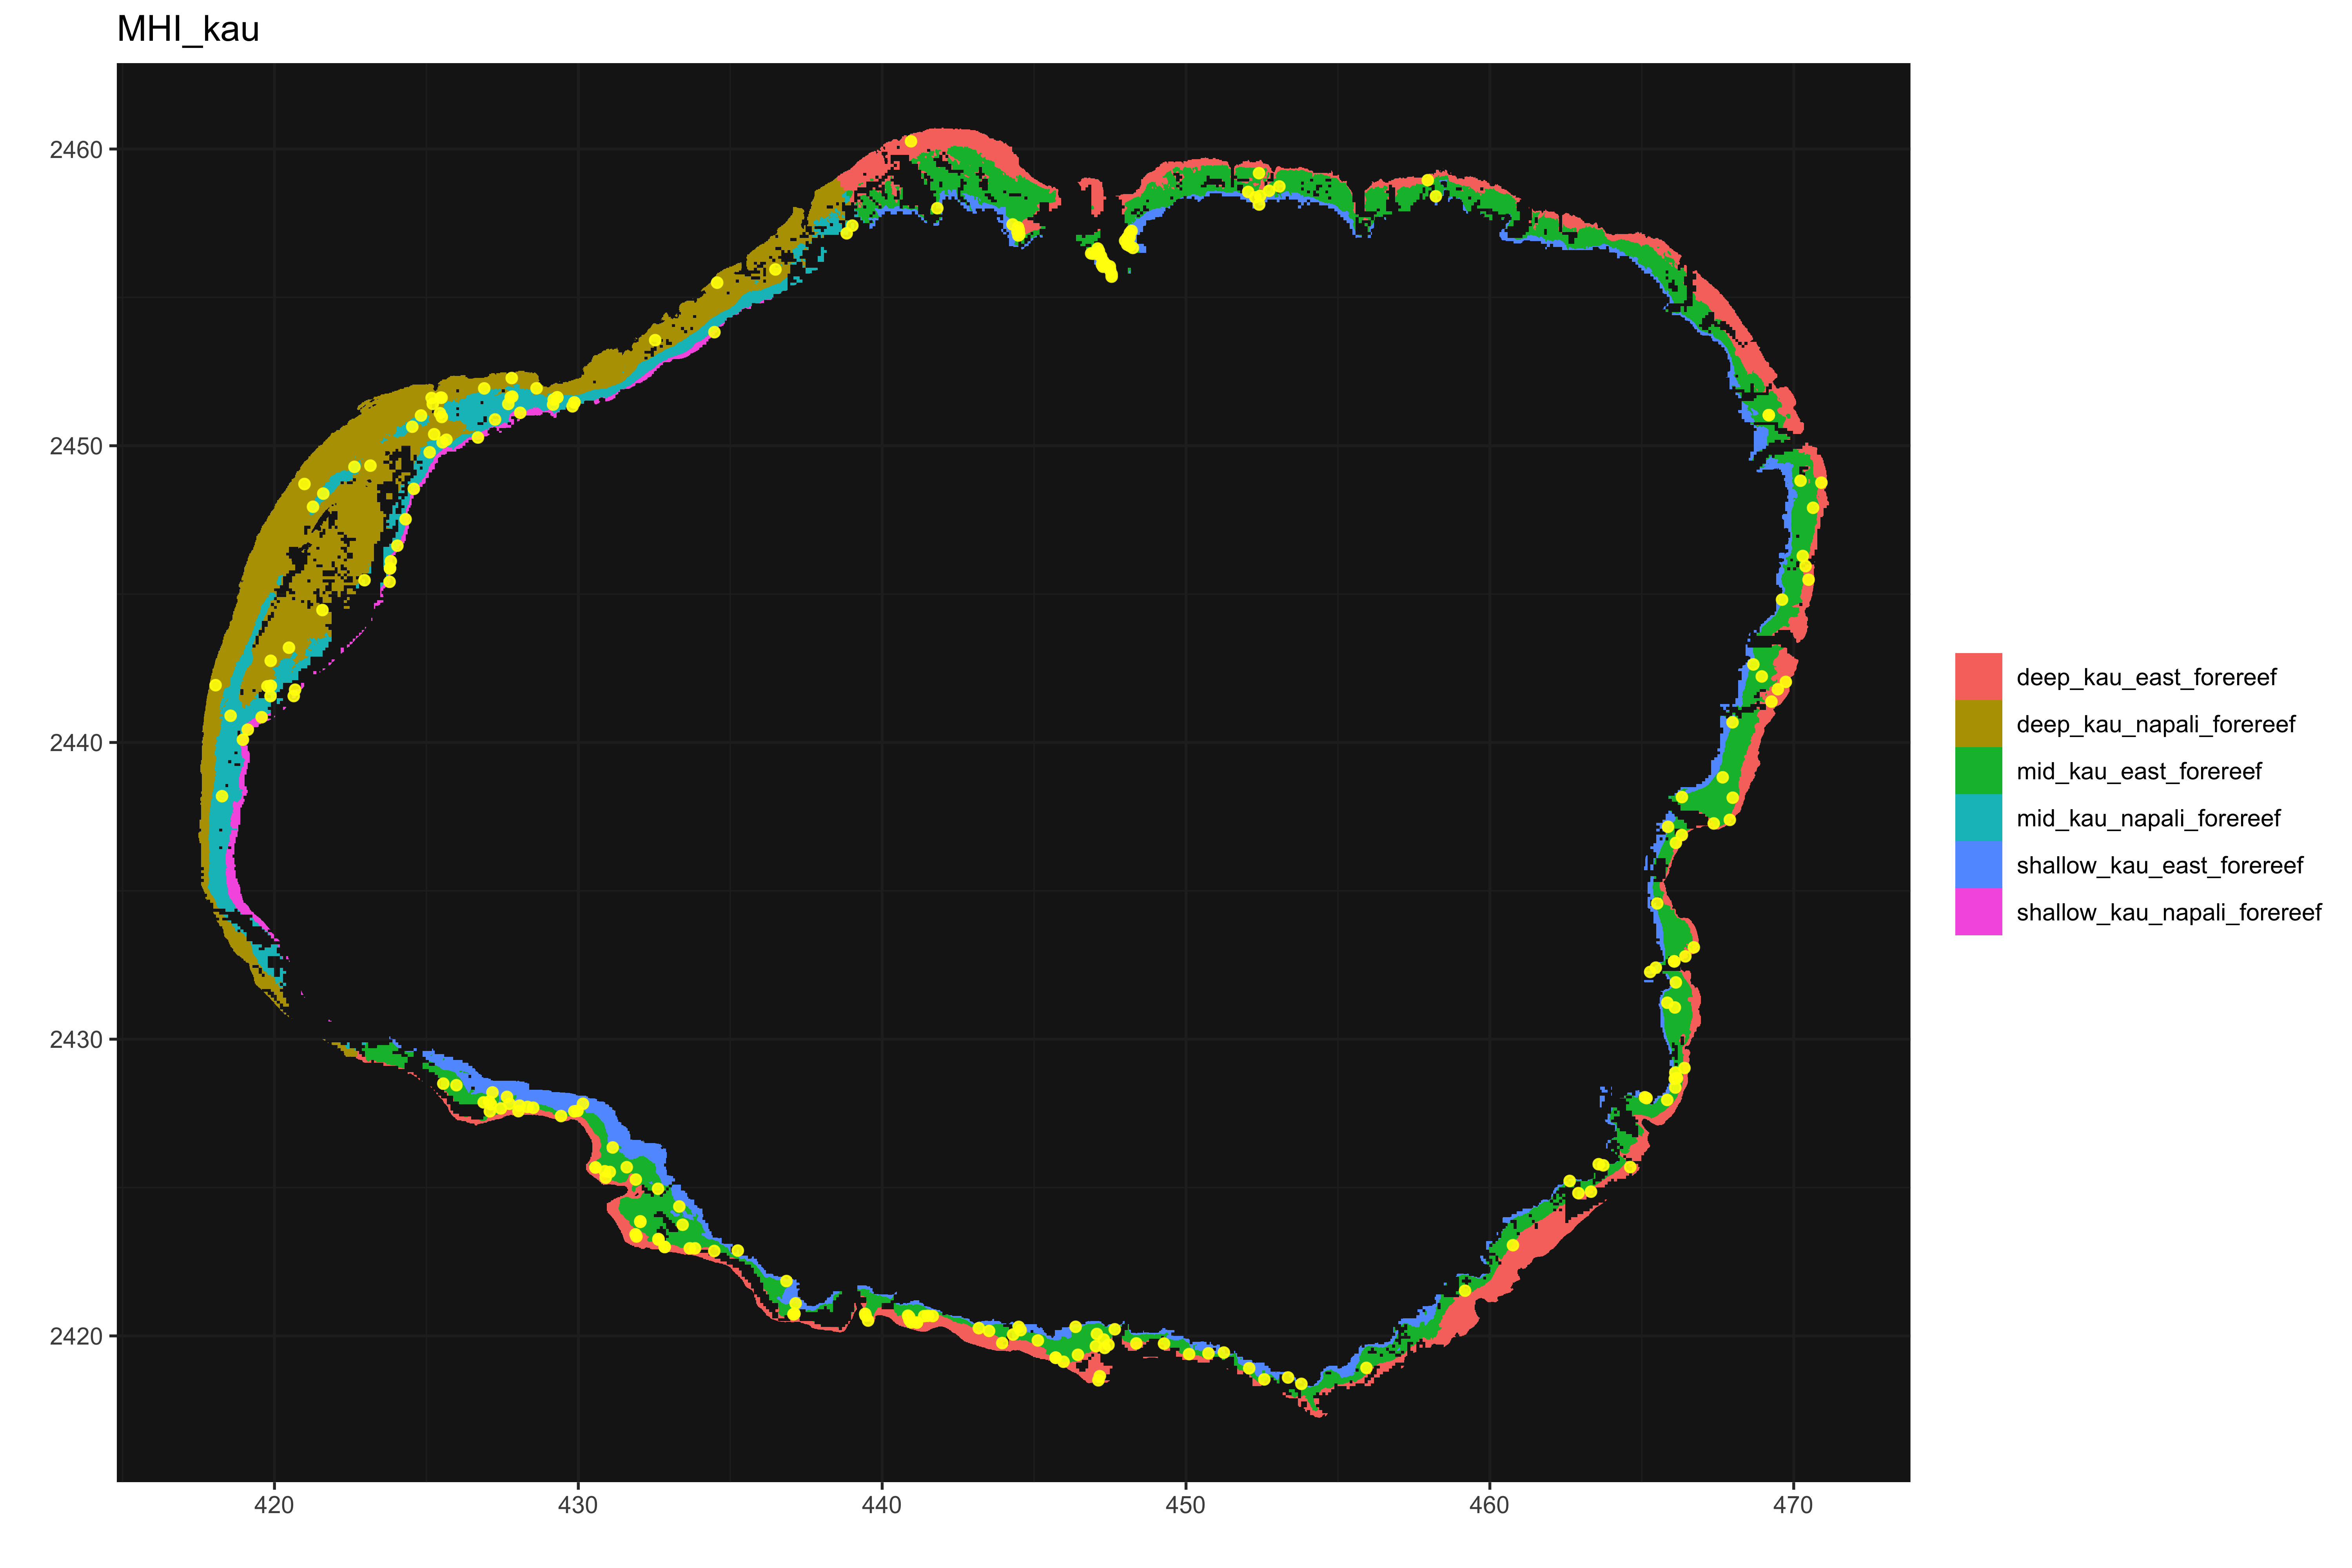 MHI_kau
2460
2450
2440
2430
2420
420 430 440 450 460 470
deep_kau_east_forereef
deep_kau_napali_forereef
mid_kau_east_forereef
mid_kau_napali_forereef
shallow_kau_east_forereef
shallow_kau_napali_forereef